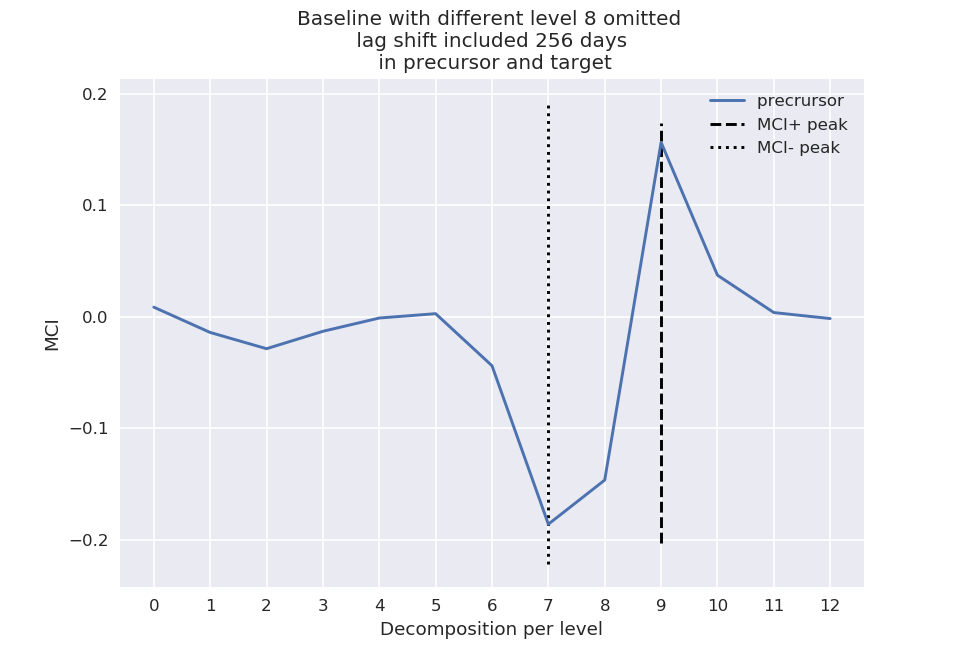 Baseline with different level 8 omitted
lag shift included 256 days
in precursor and target
0.2
0.1
0.0
−0.1
−0.2
MCI
precrursor
MCI+ peak
MCI- peak
0 1 2 3 4 5 6 7 8 9 10 11 12
Decomposition per level